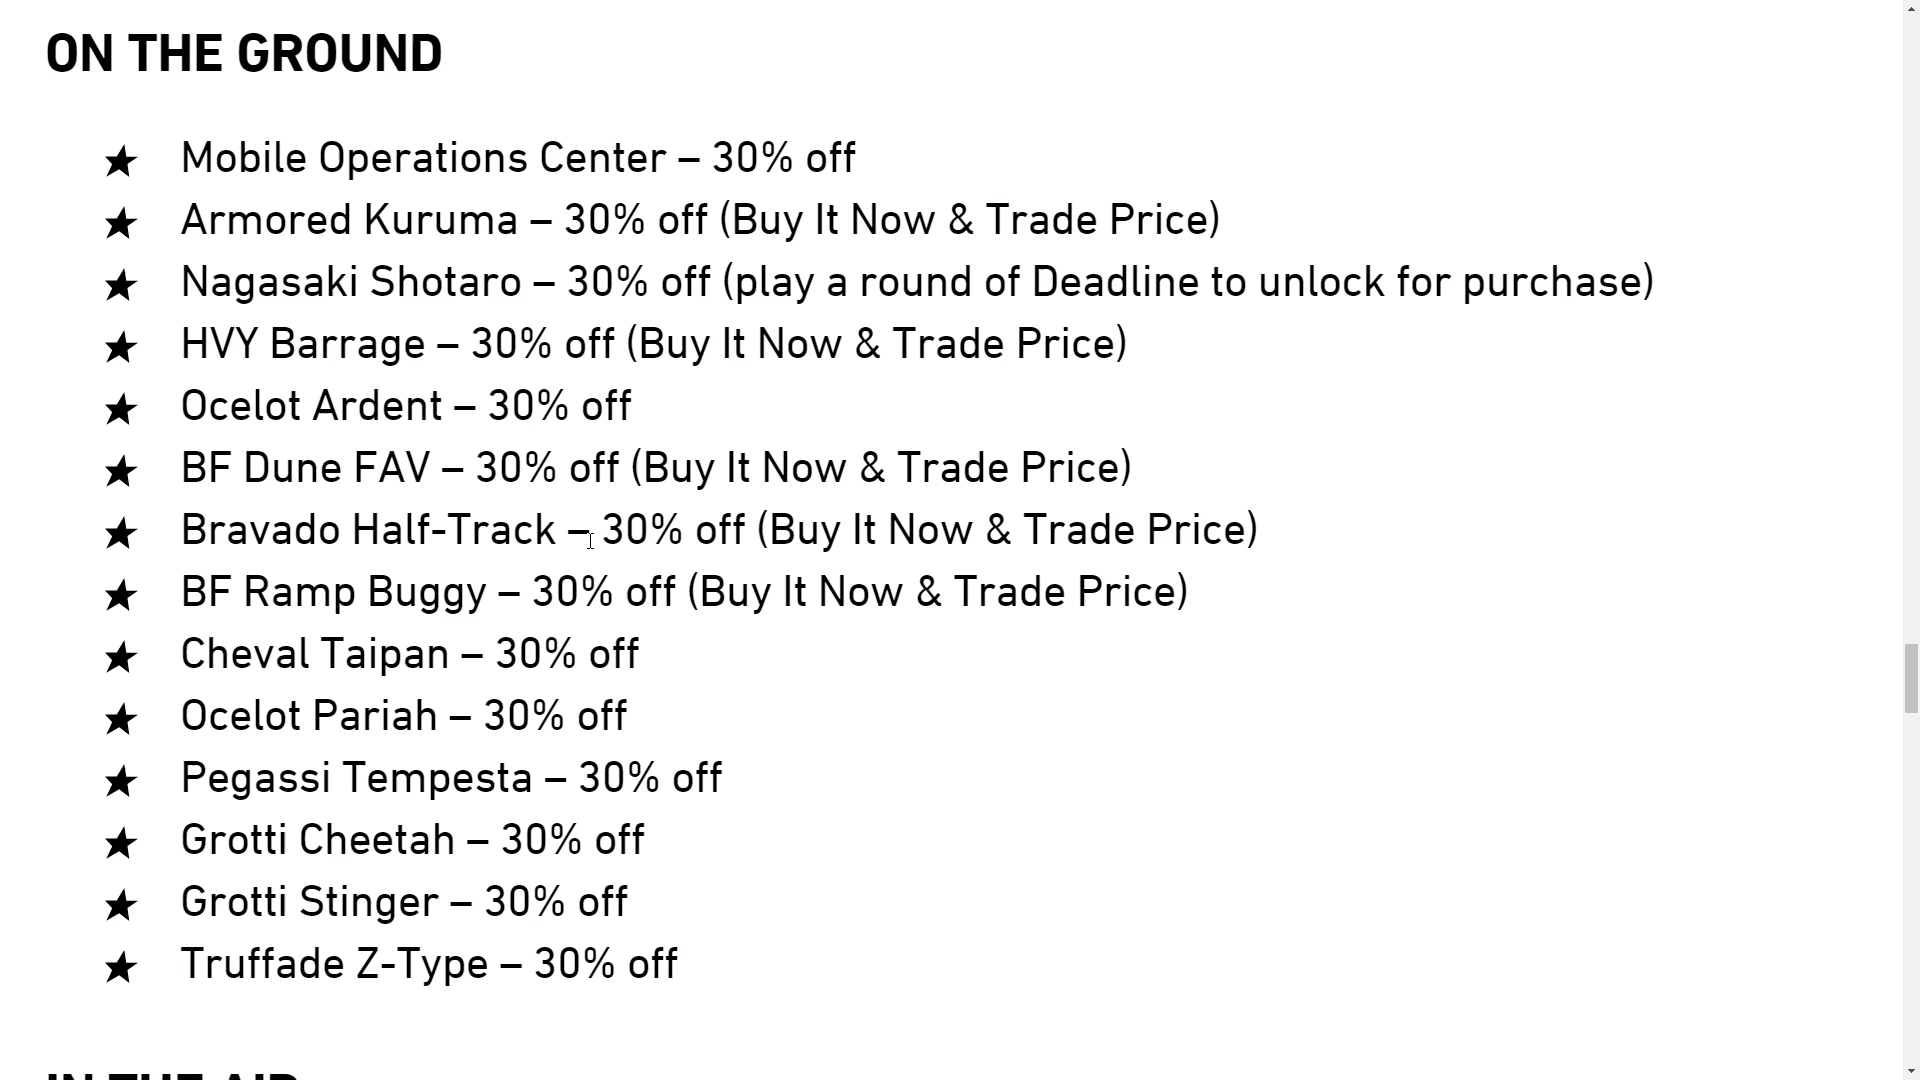 ON THE GROUND
★ Mobile Operations Center – 30% off
★ Armored Kuruma – 30% off (Buy It Now & Trade Price)
★ Nagasaki Shotaro – 30% off (play a round of Deadline to unlock for purchase)
★ HVY Barrage – 30% off (Buy It Now & Trade Price)
★ Ocelot Ardent – 30% off
★ BF Dune FAV – 30% off (Buy It Now & Trade Price)
★ Bravado Half-Track – 30% off (Buy It Now & Trade Price)
★ BF Ramp Buggy – 30% off (Buy It Now & Trade Price)
★ Cheval Taipan – 30% off
★ Ocelot Pariah – 30% off
★ Pegassi Tempesta – 30% off
★ Grotti Cheetah – 30% off
★ Grotti Stinger – 30% off
★ Truffade Z-Type – 30% off
IN THE AIR